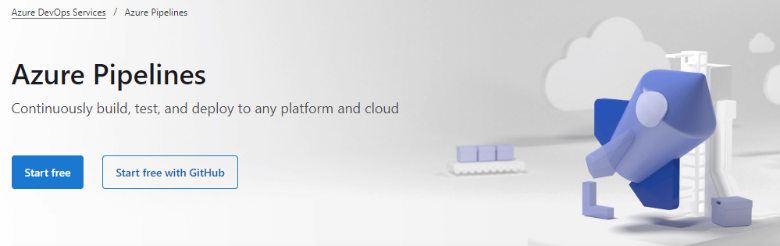 Azure DevOps Services / Azure Pipelines
Azure Pipelines
Continuously build, test, and deploy to any platform and cloud
Start free
Start free with GitHub